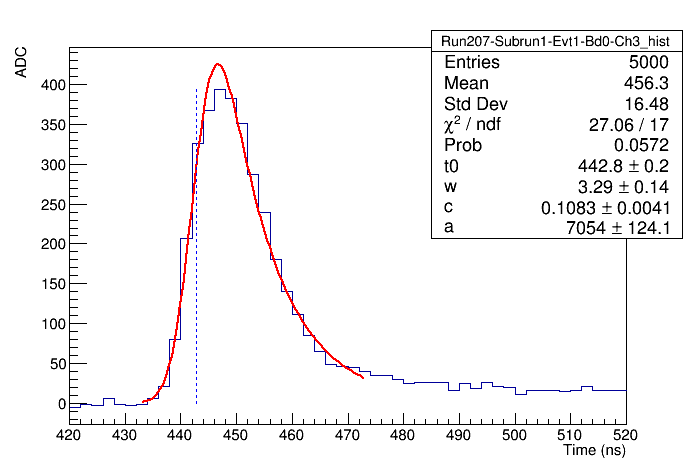 Run207-Subrun1-Evt1-Bd0-Ch3_hist
Entries 5000
Mean 456.3
Std Dev 16.48
χ² / ndf 27.06 / 17
Prob 0.0572
t0 442.8 ± 0.2
w 3.29 ± 0.14
c 0.1083 ± 0.0041
a 7054 ± 124.1
ADC
400
350
300
250
200
150
100
50
0
420 430 440 450 460 470 480 490 500 510 520
Time (ns)